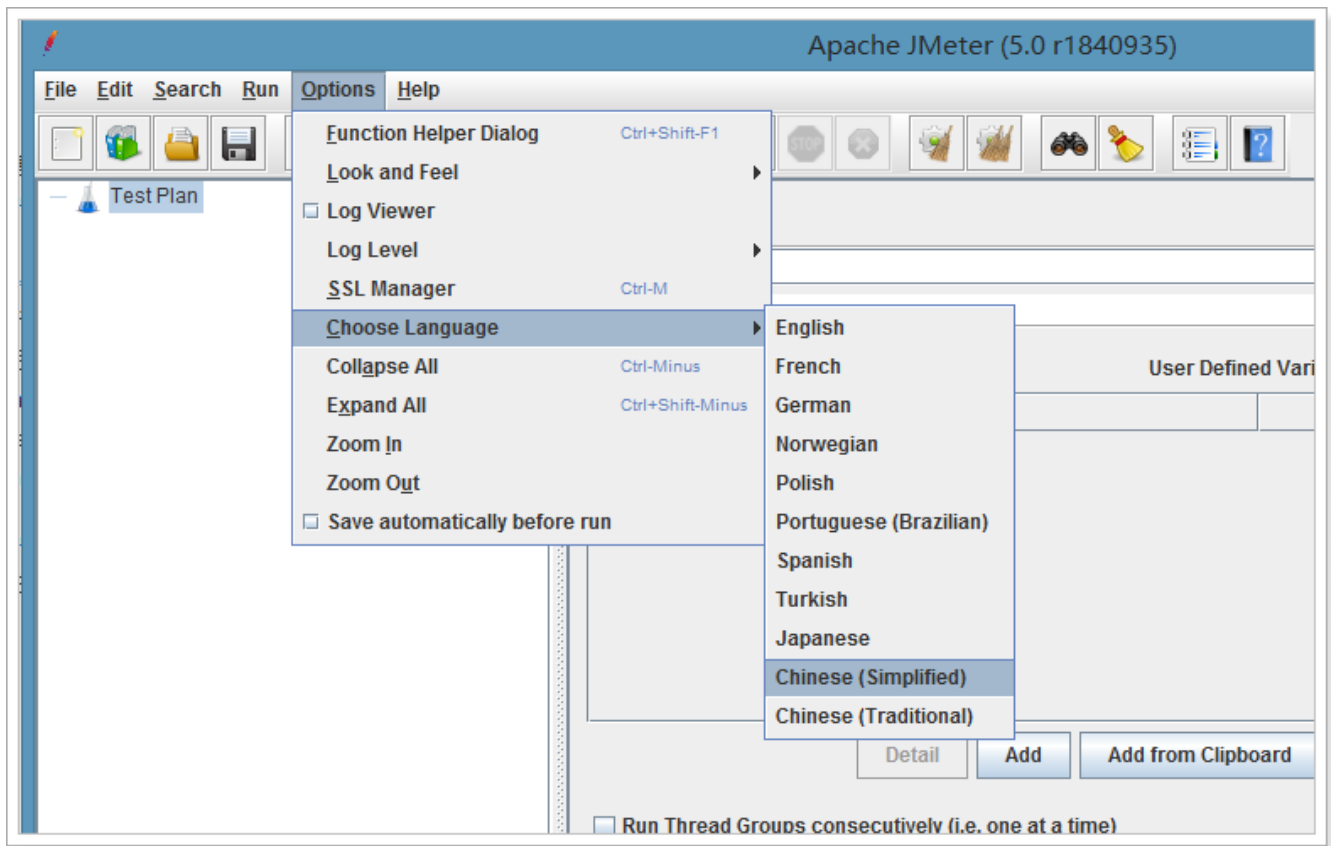 Apache JMeter (5.0 r1840935)
File Edit Search Run Options Help
STOP
?
Test Plan
Function Helper Dialog Ctrl+Shift-F1
Look and Feel
Log Viewer
Log Level
SSL Manager Ctrl-M
Choose Language
Collapse All Ctrl-Minus
Expand All Ctrl+Shift-Minus
Zoom In
Zoom Out
Save automatically before run
English
French
German
Norwegian
Polish
Portuguese (Brazilian)
Spanish
Turkish
Japanese
Chinese (Simplified)
Chinese (Traditional)
User Defined Vari
Detail Add Add from Clipboard
Run Thread Groups consecutively (i.e. one at a time)